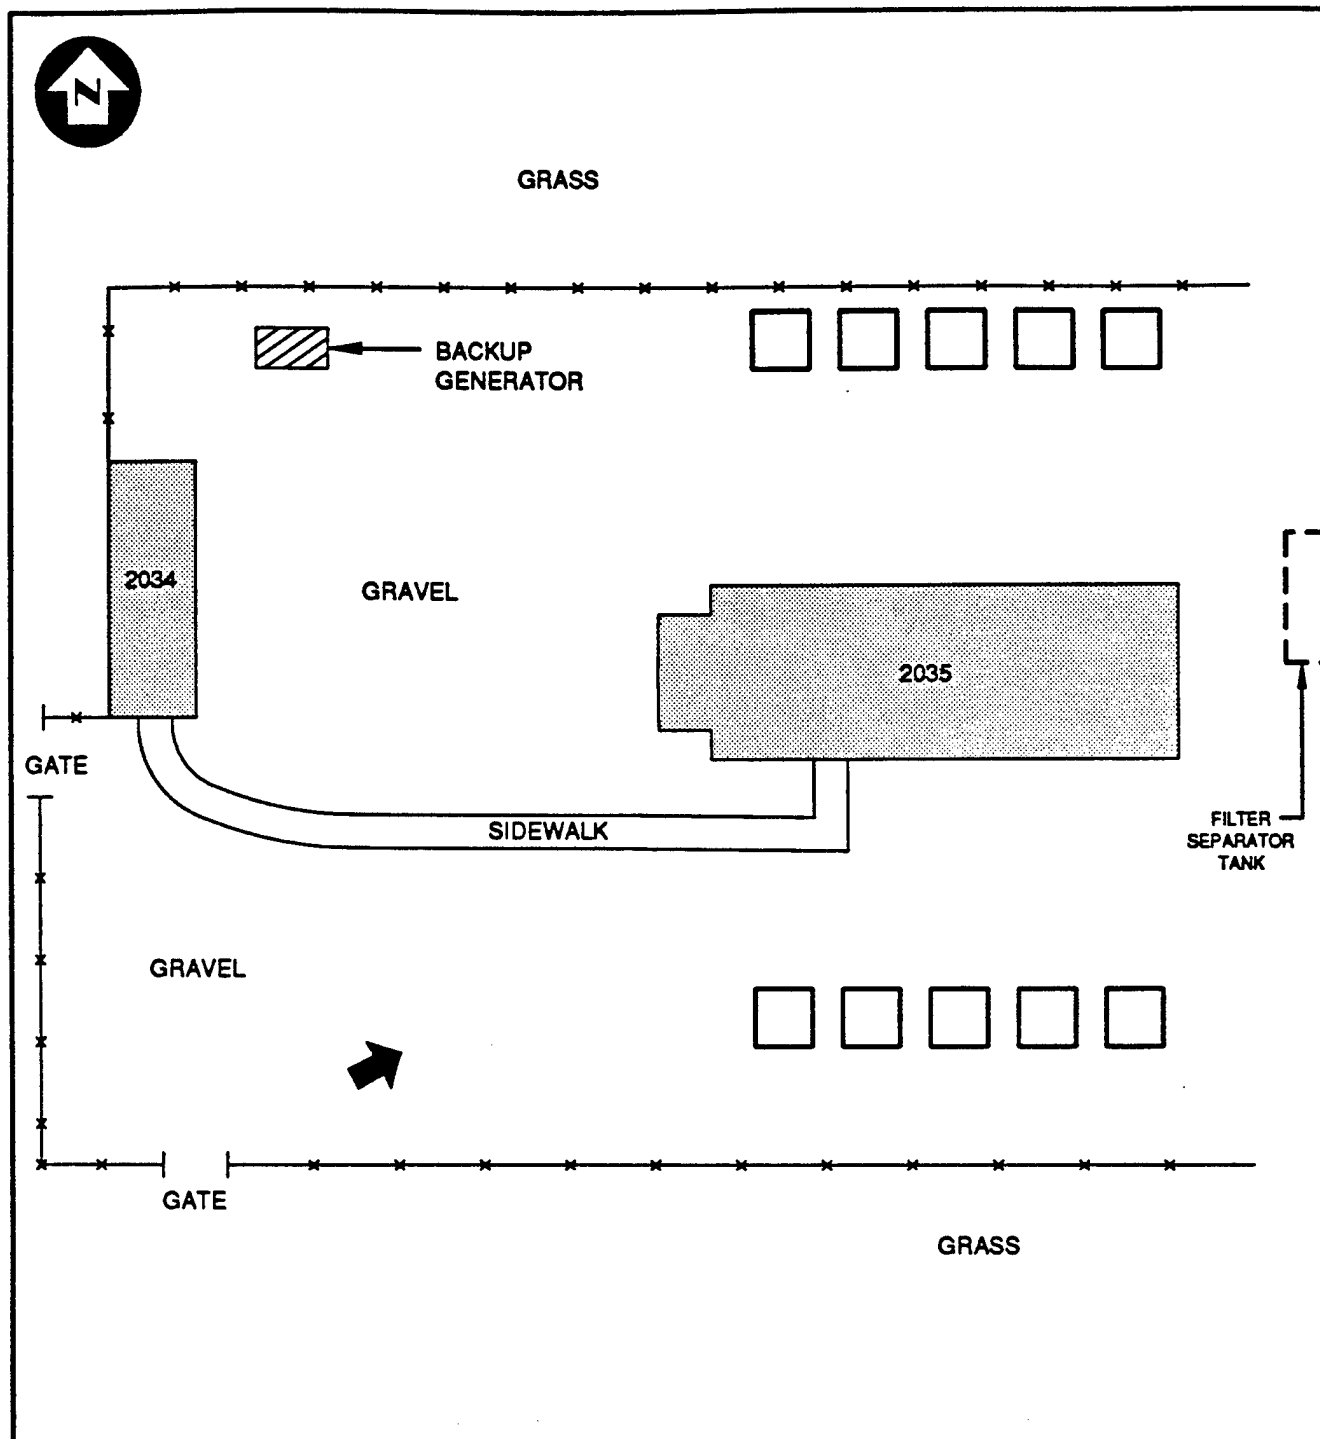 N
GRASS
BACKUP
GENERATOR
2034
GRAVEL
2035
GATE
SIDEWALK
FILTER
SEPARATOR
TANK
GRAVEL
GATE
GRASS